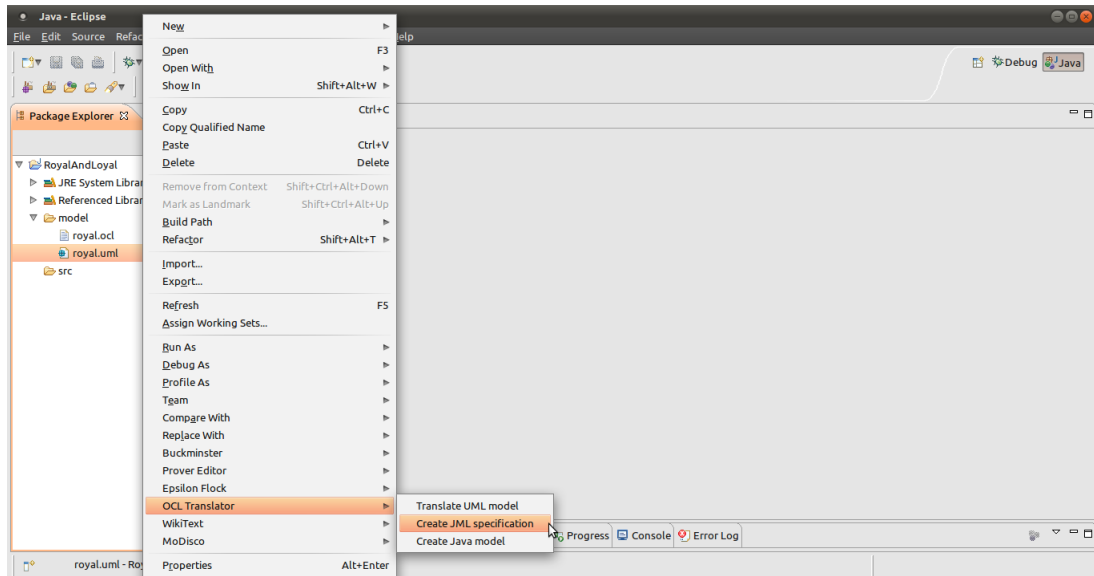 Java - Eclipse
File Edit Source Refac
elp
Debug Java
Package Explorer
RoyalAndLoyal
JRE System Librar
Referenced Librar
model
royal.ocl
royal.uml
src
New
Open F3
Open With
Show In Shift+Alt+W
Copy Ctrl+C
Copy Qualified Name
Paste Ctrl+V
Delete Delete
Remove from Context Shift+Ctrl+Alt+Down
Mark as Landmark Shift+Ctrl+Alt+Up
Build Path
Refactor Shift+Alt+T
Import...
Export...
Refresh F5
Assign Working Sets...
Run As
Debug As
Profile As
Team
Compare With
Replace With
Buckminster
Prover Editor
Epsilon Flock
OCL Translator
WikiText
MoDisco
Properties Alt+Enter
Translate UML model
Create JML specification
Create Java model
Progress Console Error Log
royal.uml - Roy